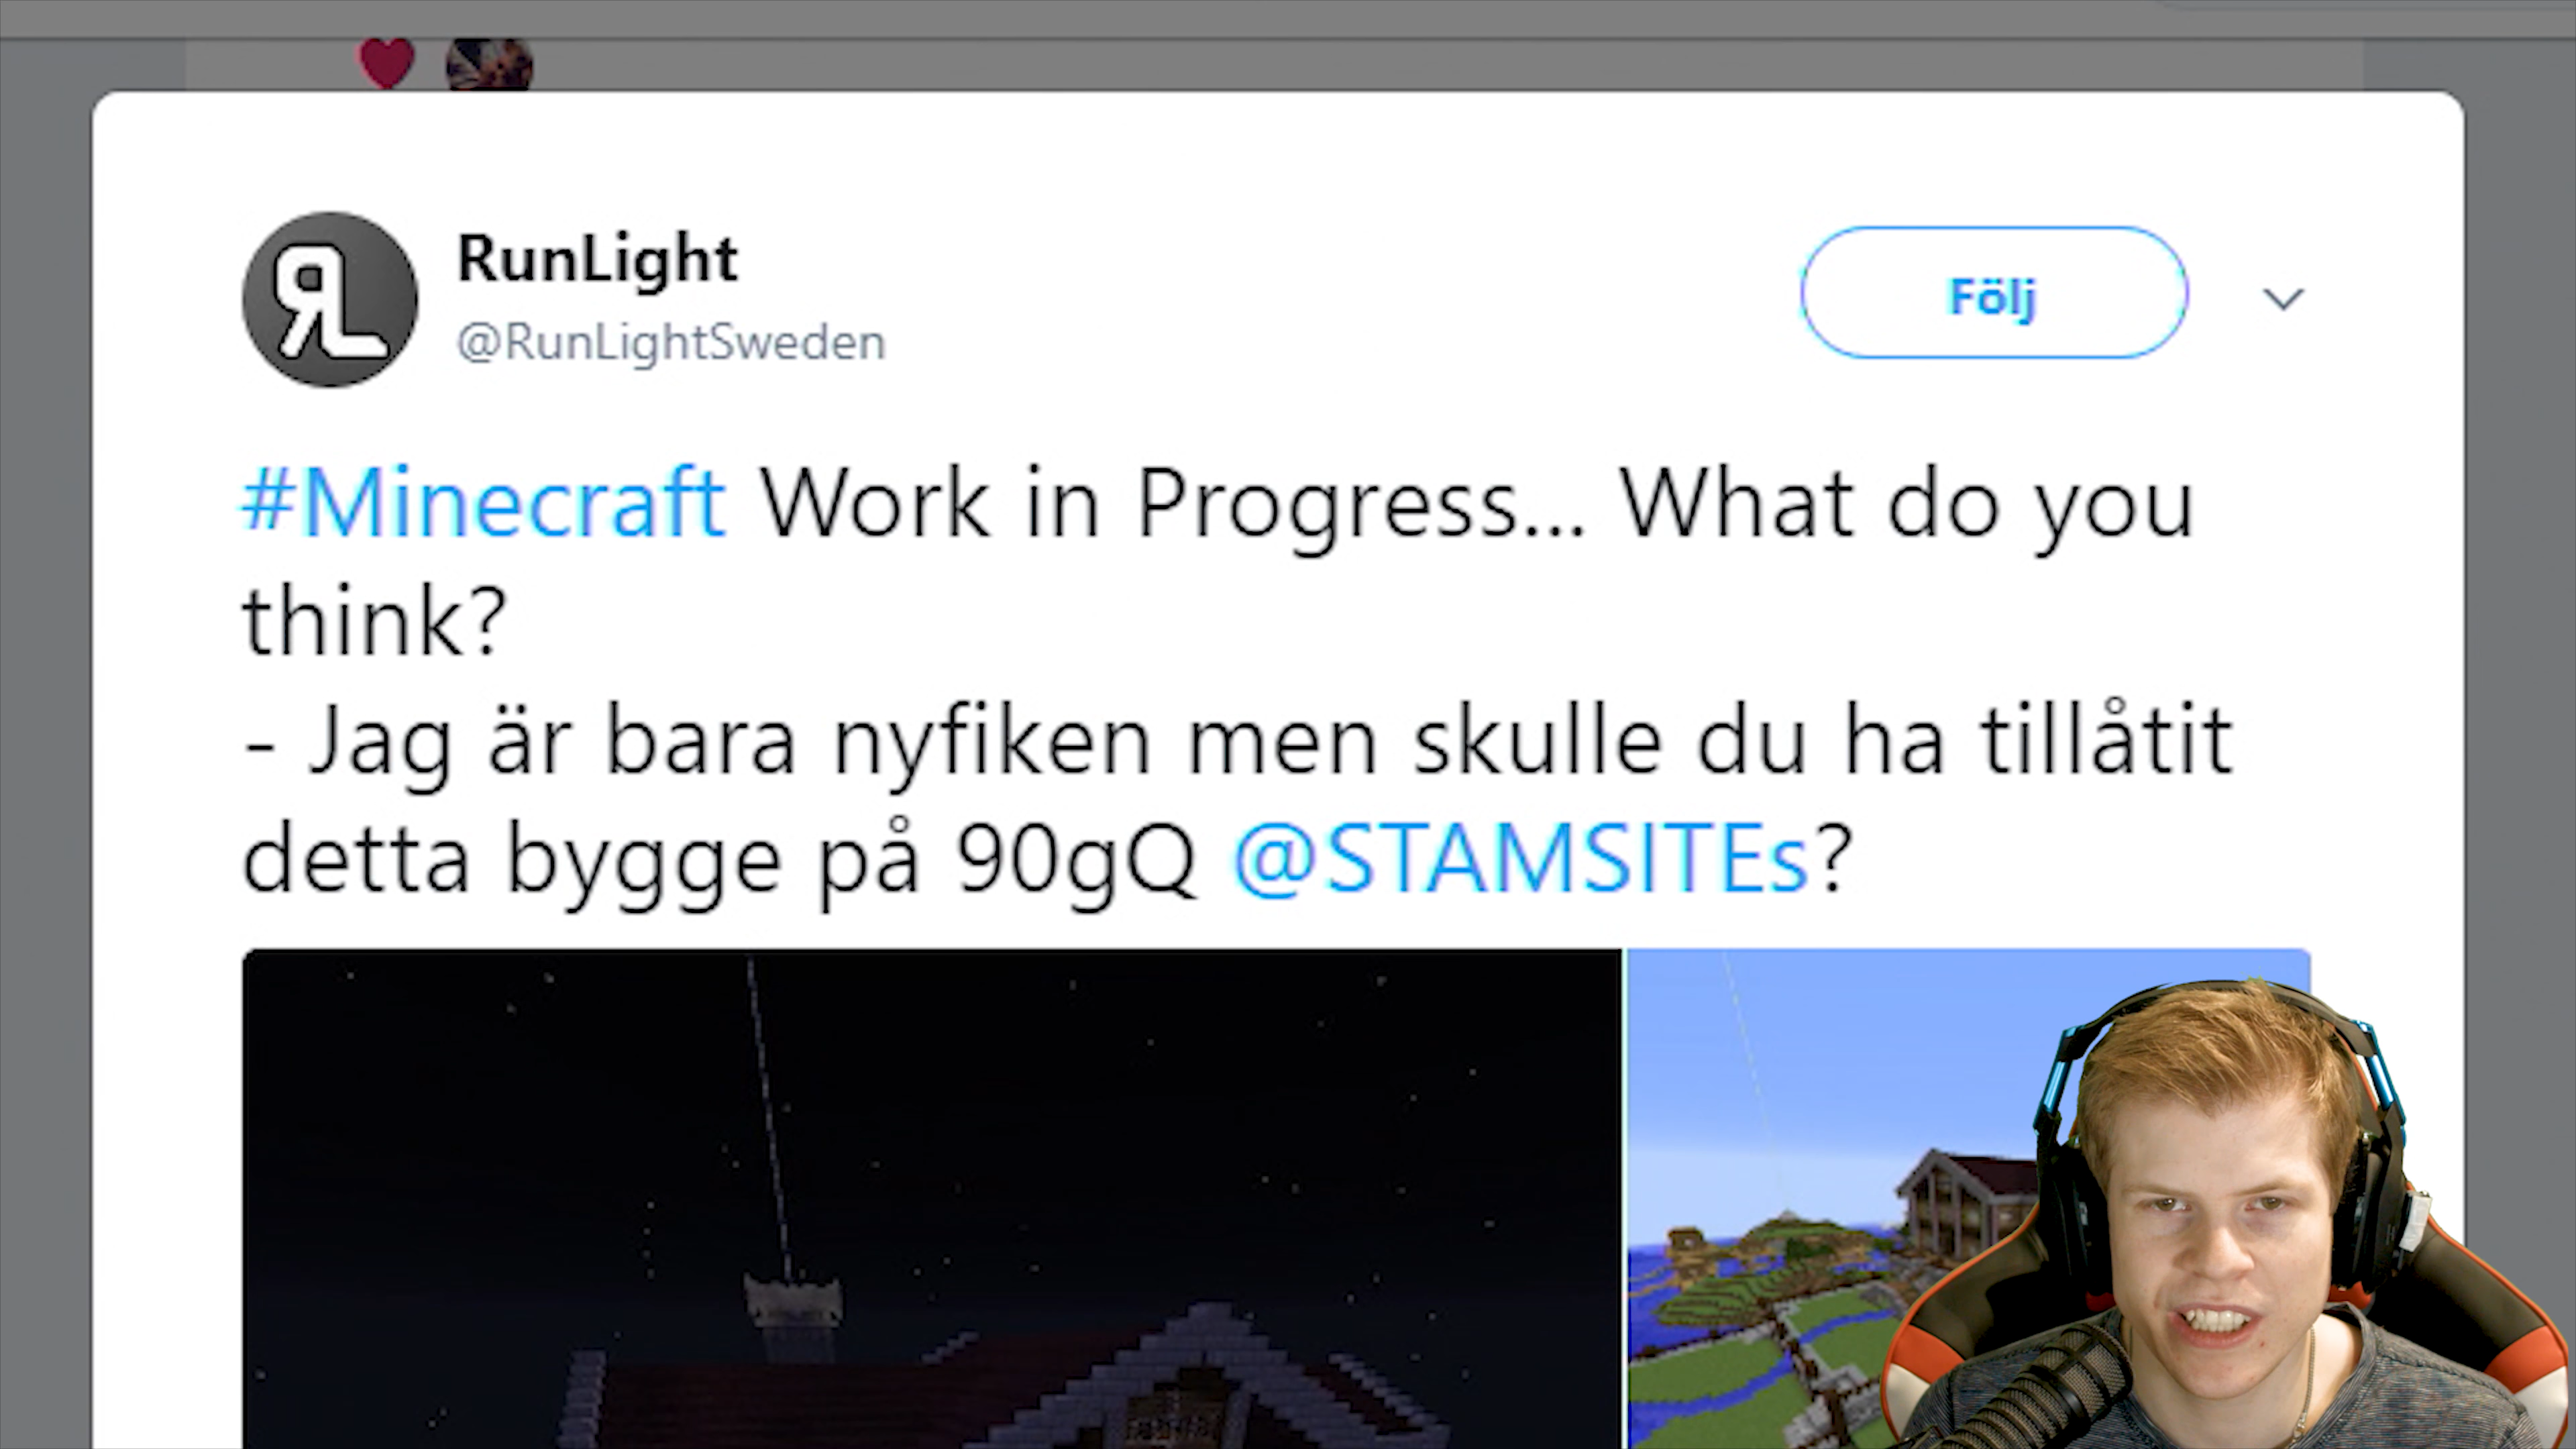 RunLight
@RunLightSweden
Följ
#Minecraft Work in Progress... What do you
think?
- Jag är bara nyfiken men skulle du ha tillåtit
detta bygge på 90gQ @STAMSITEs?